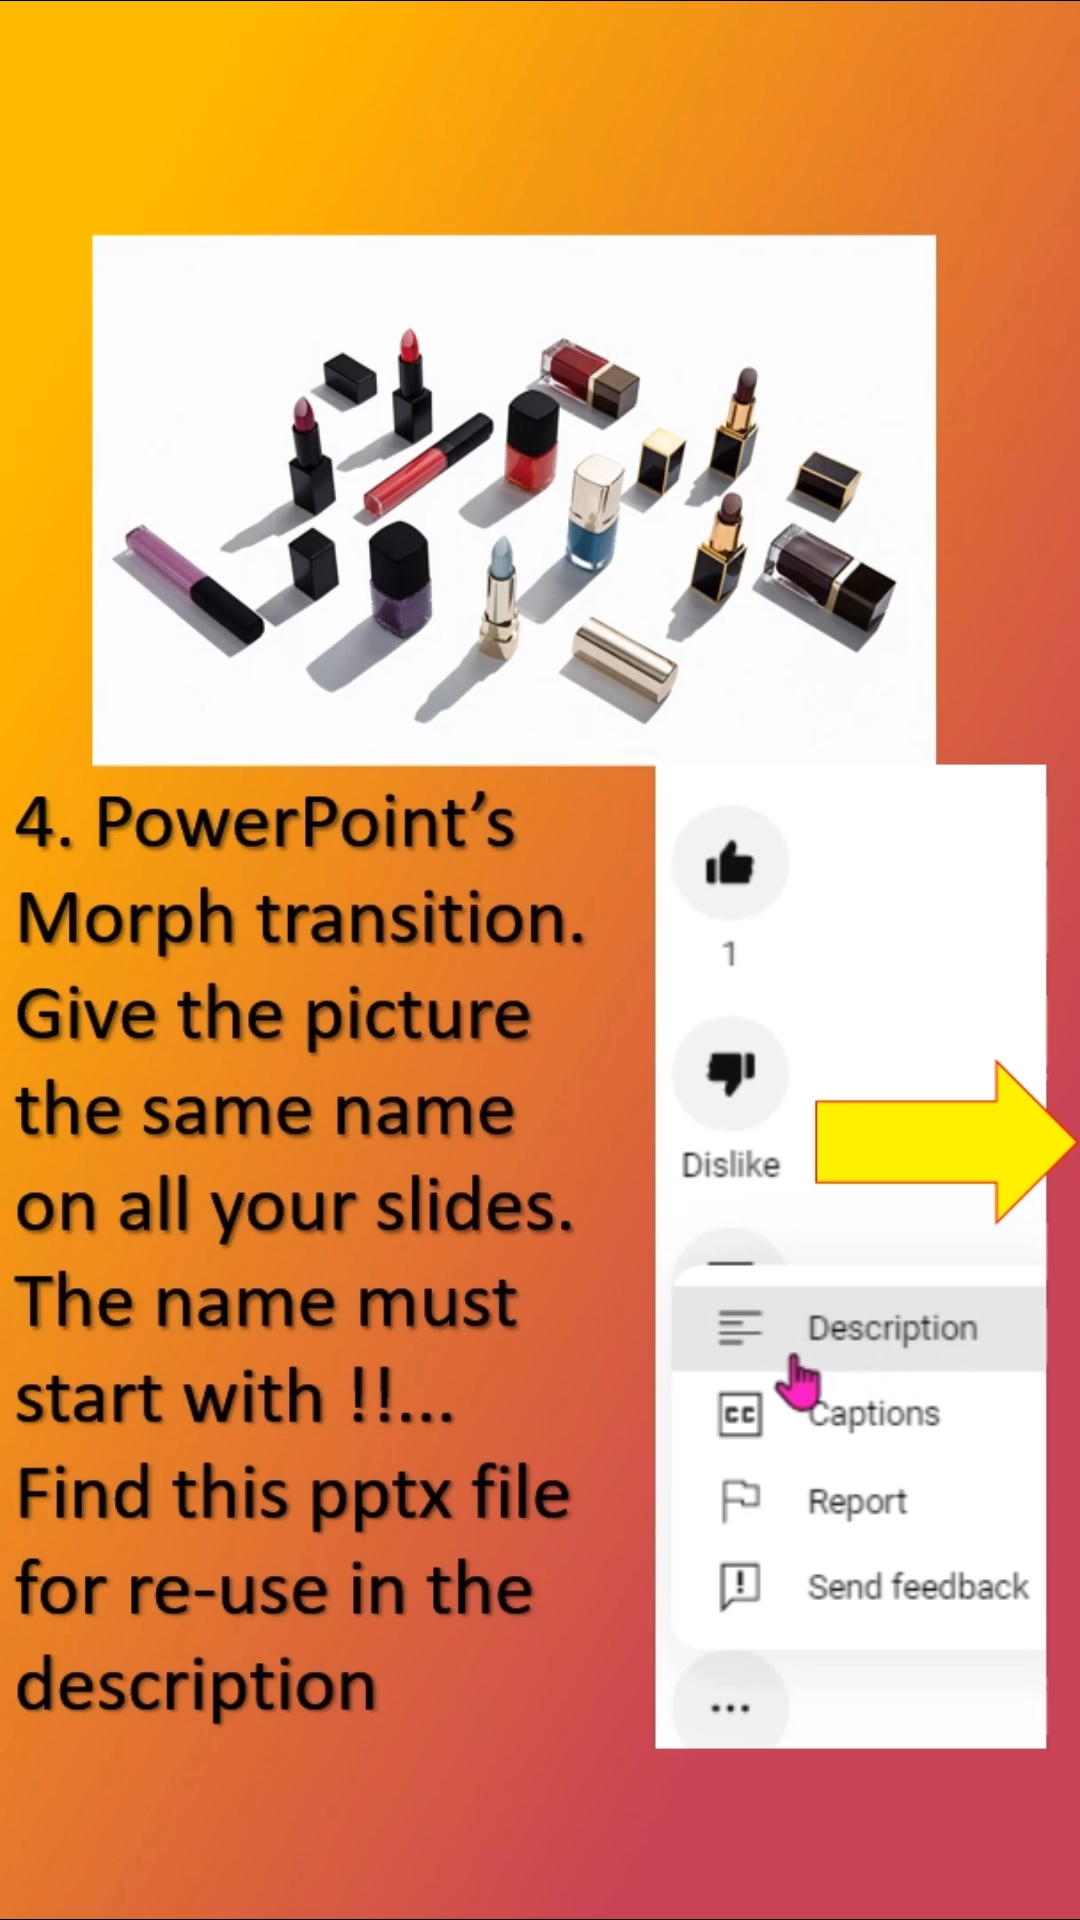 4. PowerPoint’s
Morph transition.
Give the picture
the same name
on all your slides.
The name must
start with !!...
Find this pptx file
for re-use in the
description
1
Dislike
Description
CC
Captions
Report
Send feedback